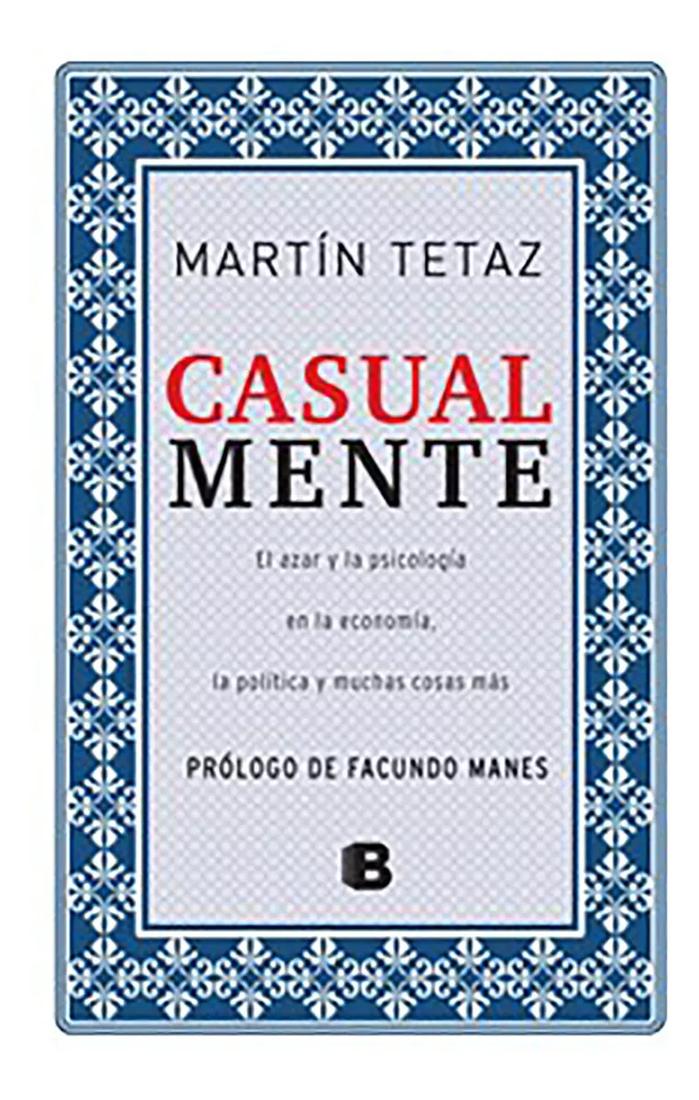 MARTÍN TETAZ
CASUAL
MENTE
El azar y la psicología
en la economía,
la política y muchas cosas más
PRÓLOGO DE FACUNDO MANES
B